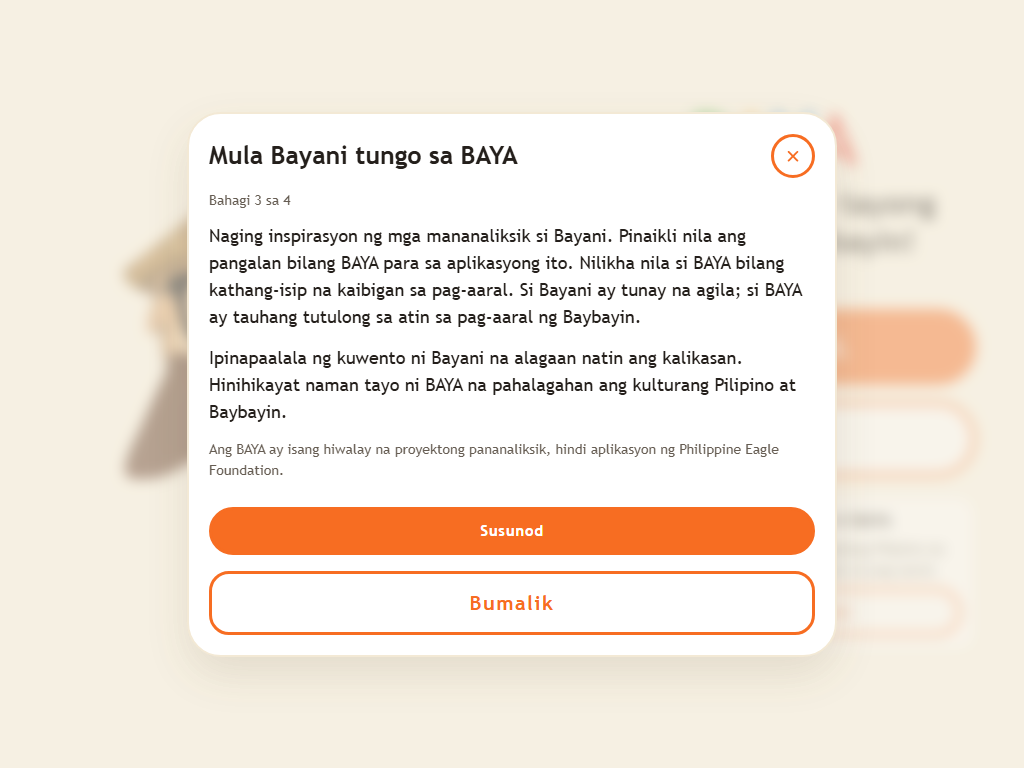 Mula Bayani tungo sa BAYA
×
Bahagi 3 sa 4
Naging inspirasyon ng mga mananaliksik si Bayani. Pinaikli nila ang
pangalan bilang BAYA para sa aplikasyong ito. Nilikha nila si BAYA bilang
kathang-isip na kaibigan sa pag-aaral. Si Bayani ay tunay na agila; si BAYA
ay tauhang tutulong sa atin sa pag-aaral ng Baybayin.
Ipinapaalala ng kuwento ni Bayani na alagaan natin ang kalikasan.
Hinihikayat naman tayo ni BAYA na pahalagahan ang kulturang Pilipino at
Baybayin.
Ang BAYA ay isang hiwalay na proyektong pananaliksik, hindi aplikasyon ng Philippine Eagle
Foundation.
Susunod
Bumalik